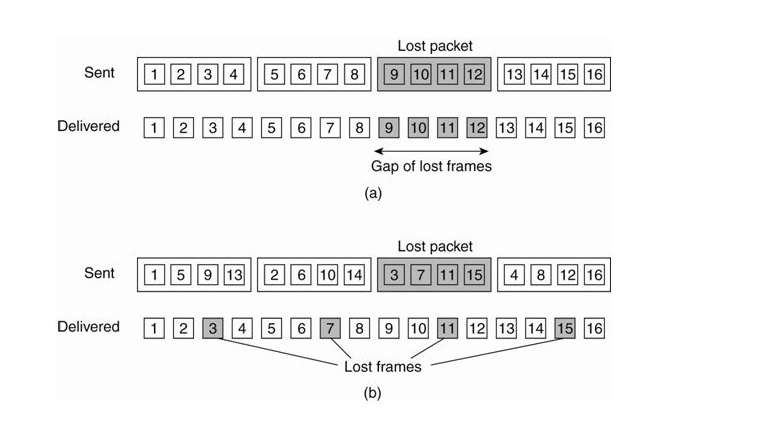 Lost packet
Sent 1 2 3 4 5 6 7 8 9 10 11 12 13 14 15 16
Delivered 1 2 3 4 5 6 7 8 9 10 11 12 13 14 15 16
Gap of lost frames
(a)
Lost packet
Sent 1 5 9 13 2 6 10 14 3 7 11 15 4 8 12 16
Delivered 1 2 3 4 5 6 7 8 9 10 11 12 13 14 15 16
Lost frames
(b)